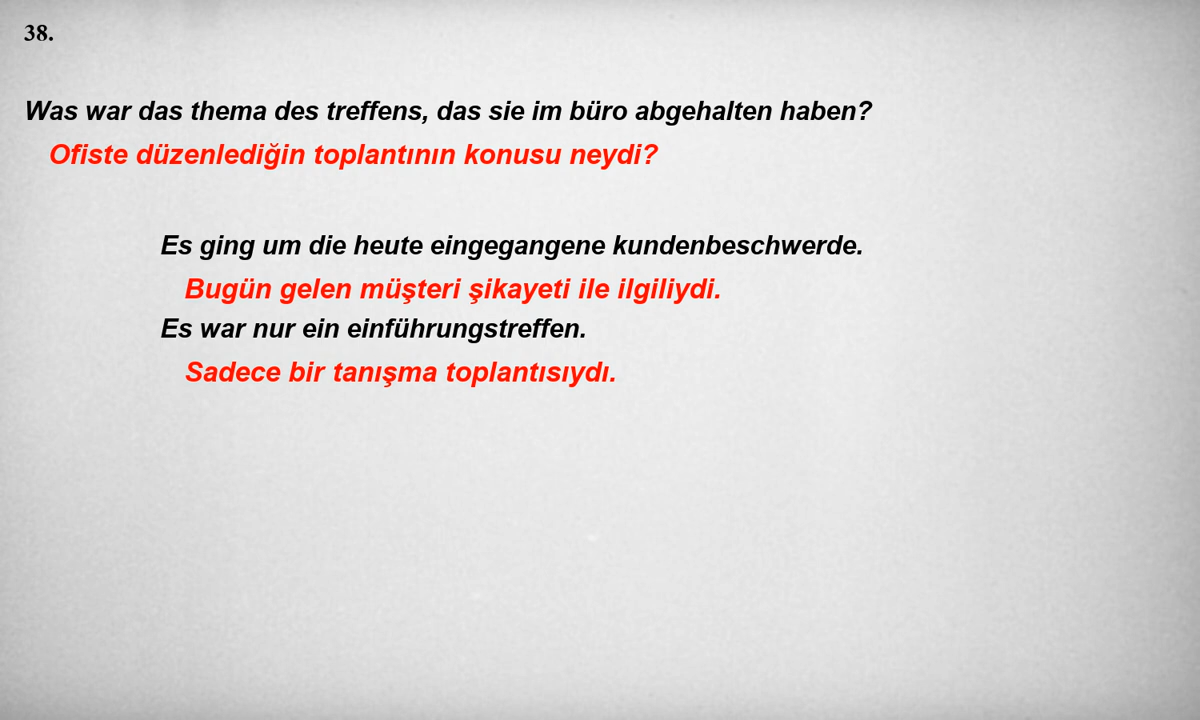 38.
Was war das thema des treffens, das sie im büro abgehalten haben?
Ofiste düzenlediğin toplantının konusu neydi?
Es ging um die heute eingegangene kundenbeschwerde.
Bugün gelen müşteri şikayeti ile ilgiliydi.
Es war nur ein einführungstreffen.
Sadece bir tanışma toplantısıydı.